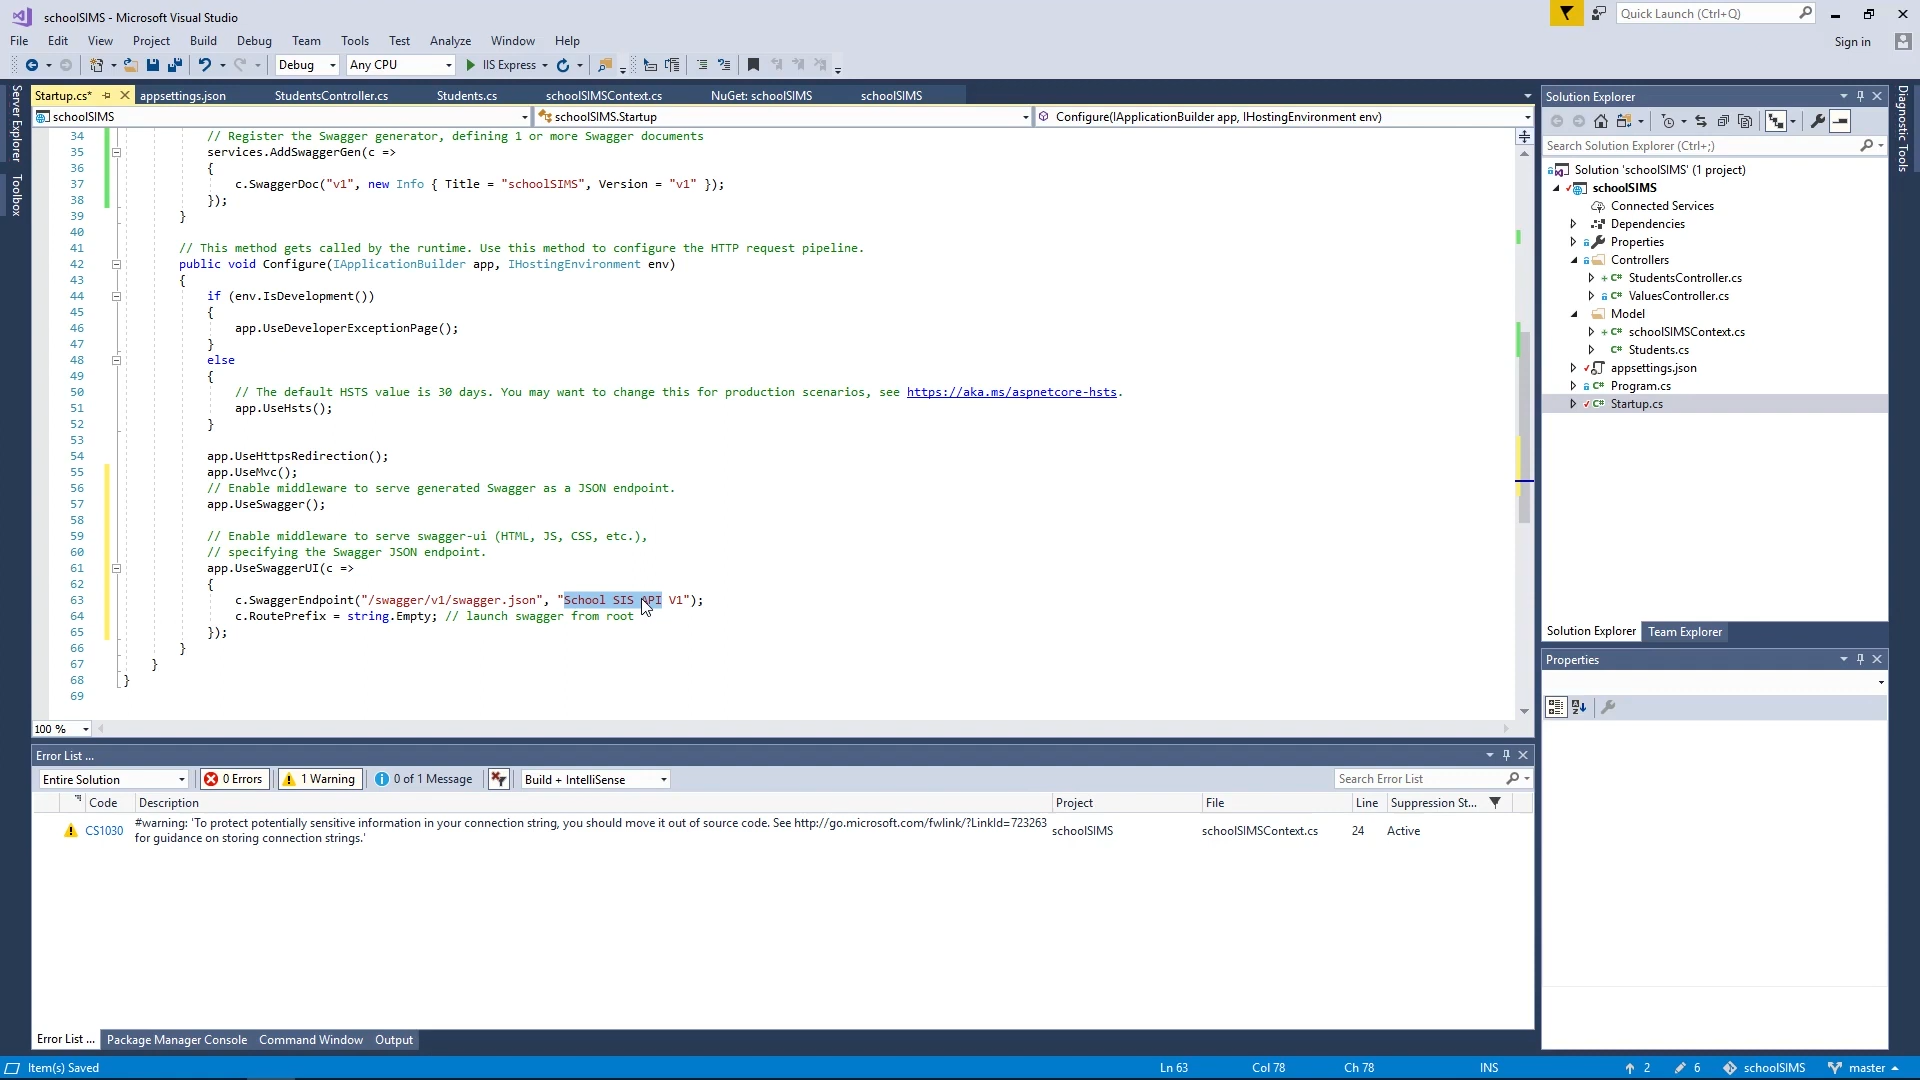 schoolSIMS - Microsoft Visual Studio
Quick Launch (Ctrl+Q)
File Edit View Project Build Debug Team Tools Test Analyze Window Help
Sign in
Debug Any CPU IIS Express
Server Explorer
Toolbox
Startup.cs* appsettings.json StudentsController.cs Students.cs schoolSIMSContext.cs NuGet: schoolSIMS schoolSIMS
schoolSIMS schoolSIMS.Startup Configure(IApplicationBuilder app, IHostingEnvironment env)
34 // Register the Swagger generator, defining 1 or more Swagger documents
35 services.AddSwaggerGen(c =>
36 {
37 c.SwaggerDoc("v1", new Info { Title = "schoolSIMS", Version = "v1" });
38 });
39 }
40
41 // This method gets called by the runtime. Use this method to configure the HTTP request pipeline.
42 public void Configure(IApplicationBuilder app, IHostingEnvironment env)
43 {
44 if (env.IsDevelopment())
45 {
46 app.UseDeveloperExceptionPage();
47 }
48 else
49 {
50 // The default HSTS value is 30 days. You may want to change this for production scenarios, see https://aka.ms/aspnetcore-hsts.
51 app.UseHsts();
52 }
53
54 app.UseHttpsRedirection();
55 app.UseMvc();
56 // Enable middleware to serve generated Swagger as a JSON endpoint.
57 app.UseSwagger();
58
59 // Enable middleware to serve swagger-ui (HTML, JS, CSS, etc.),
60 // specifying the Swagger JSON endpoint.
61 app.UseSwaggerUI(c =>
62 {
63 c.SwaggerEndpoint("/swagger/v1/swagger.json", "School SIS API V1");
64 c.RoutePrefix = string.Empty; // launch swagger from root
65 });
66 }
67 }
68 }
69
100 %
Error List ...
Entire Solution 0 Errors 1 Warning 0 of 1 Message Build + IntelliSense Search Error List
Code Description Project File Line Suppression St...
CS1030 #warning: 'To protect potentially sensitive information in your connection string, you should move it out of source code. See http://go.microsoft.com/fwlink/?LinkId=723263 schoolSIMS schoolSIMSContext.cs 24 Active
for guidance on storing connection strings.'
Error List ... Package Manager Console Command Window Output
Solution Explorer
Search Solution Explorer (Ctrl+;)
Solution 'schoolSIMS' (1 project)
schoolSIMS
Connected Services
Dependencies
Properties
Controllers
StudentsController.cs
ValuesController.cs
Model
schoolSIMSContext.cs
Students.cs
appsettings.json
Program.cs
Startup.cs
Solution Explorer Team Explorer
Properties
Diagnostic Tools
Item(s) Saved Ln 63 Col 78 Ch 78 INS 2 6 schoolSIMS master